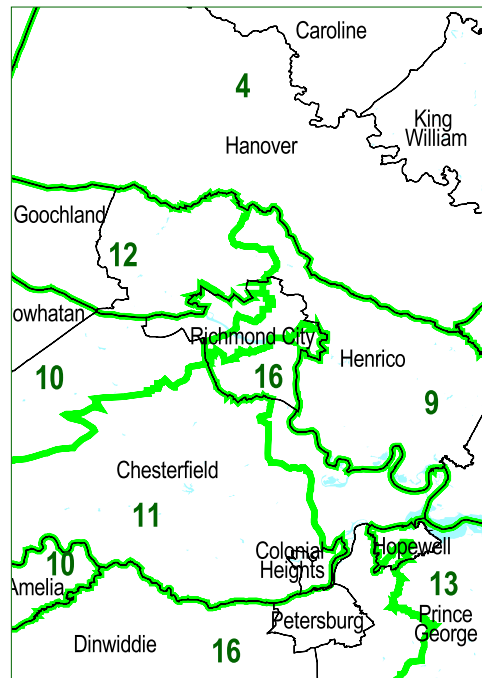 Caroline
4
King
William
Hanover
Goochland
12
owhatan
Richmond City
Henrico
10
16
9
Chesterfield
11
Colonial
Heights
Hopewell
10
Amelia
13
Prince
George
Petersburg
Dinwiddie
16